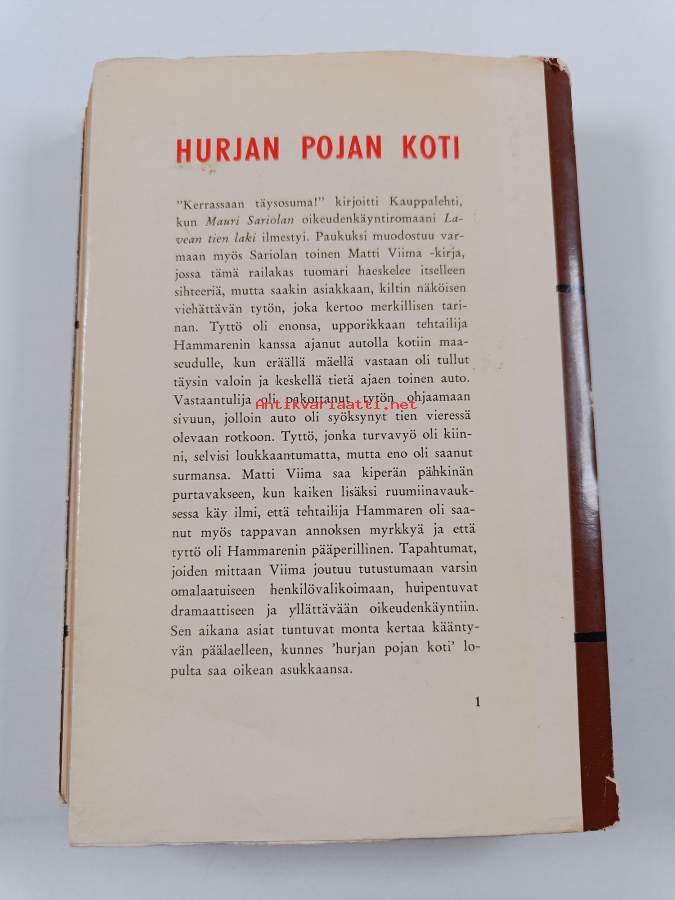 HURJAN POJAN KOTI
"Kerrassaan täysosuma!" kirjoitti Kauppalehti,
kun Mauri Sariolan oikeudenkäyntiromaani La-
vean tien laki ilmestyi. Paukuksi muodostuu var-
maan myös Sariolan toinen Matti Viima -kirja,
jossa tämä railakas tuomari haeskelee itselleen
sihteeriä, mutta saakin asiakkaan, kiltin näköisen
viehättävän tytön, joka kertoo merkillisen tari-
nan. Tyttö oli enonsa, upporikkaan tehtailija
Hammarenin kanssa ajanut autolla kotiin maa-
seudulle, kun eräällä mäellä vastaan oli tullut
täysin valoin ja keskellä tietä ajaen toinen auto.
Vastaantulija oli pakottanut tytön ohjaamaan
Antikvariaatti.net
sivuun, jolloin auto oli syöksynyt tien vieressä
olevaan rotkoon. Tyttö, jonka turvavyö oli kiin-
ni, selvisi loukkaantumatta, mutta eno oli saanut
surmansa. Matti Viima saa kiperän pähkinän
purtavakseen, kun kaiken lisäksi ruumiinavauk-
sessa käy ilmi, että tehtailija Hammaren oli saa-
nut myös tappavan annoksen myrkkyä ja että
tyttö oli Hammarenin pääperillinen. Tapahtumat,
joiden mittaan Viima joutuu tutustumaan varsin
omalaatuiseen henkilövalikoimaan, huipentuvat
dramaattiseen ja yllättävään oikeudenkäyntiin.
Sen aikana asiat tuntuvat monta kertaa käänty-
vän päälaelleen, kunnes 'hurjan pojan koti' lo-
pulta saa oikean asukkaansa.
1